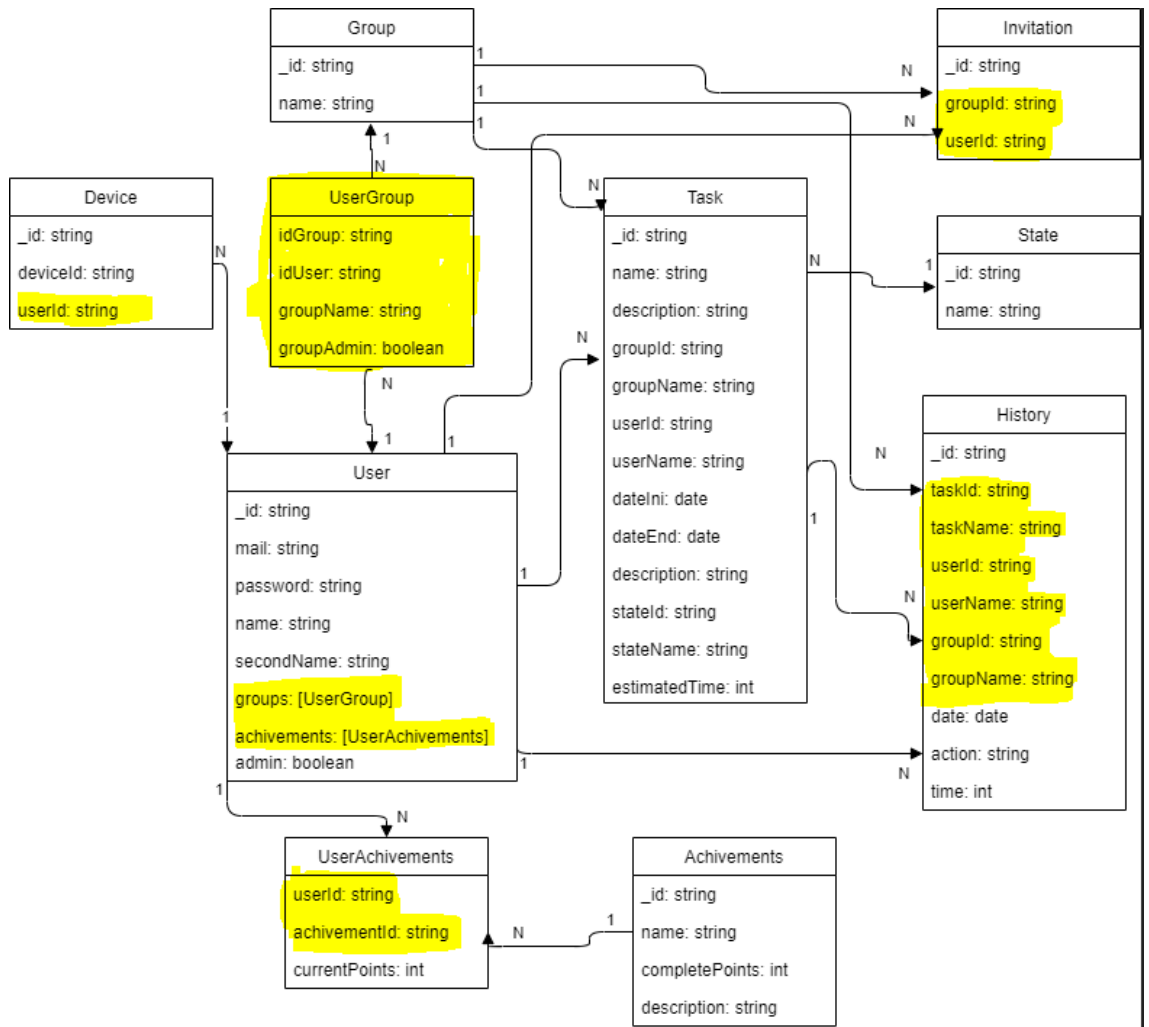 Group
_id: string
name: string
1
1
1
1
N
Invitation
_id: string
groupId: string
userId: string
N
N
Device
_id: string
deviceId: string
userId: string
N
1
UserGroup
idGroup: string
idUser: string
groupName: string
groupAdmin: boolean
N
1
Task
_id: string
name: string
description: string
groupId: string
groupName: string
userId: string
userName: string
dateIni: date
dateEnd: date
description: string
stateId: string
stateName: string
estimatedTime: int
N
N
N
1
1
State
_id: string
name: string
History
_id: string
taskId: string
taskName: string
userId: string
userName: string
groupId: string
groupName: string
date: date
action: string
time: int
N
N
N
User
_id: string
mail: string
password: string
name: string
secondName: string
groups: [UserGroup]
achivements: [UserAchivements]
admin: boolean
1
1
1
1
UserAchivements
userId: string
achivementId: string
currentPoints: int
N
N
1
Achivements
_id: string
name: string
completePoints: int
description: string